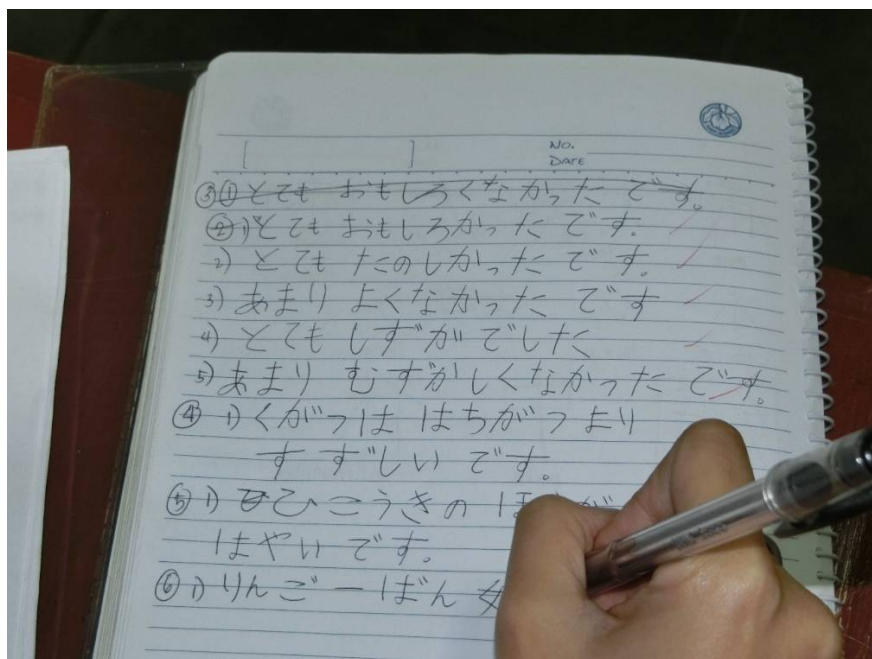 NO.
DATE
③①とても おもしろくなかった です。
②1)とても おもしろかった です。
2) とても たのしかった です。
3) あまり よくなかった です
4) とても しずがでした
5) あまり むずがしくなかった です。
④ 1) くがつは はちがつ より
すずしい です。
⑤ 1) ひこうきの
はやい です。
⑥ 1) りんご 一ばん